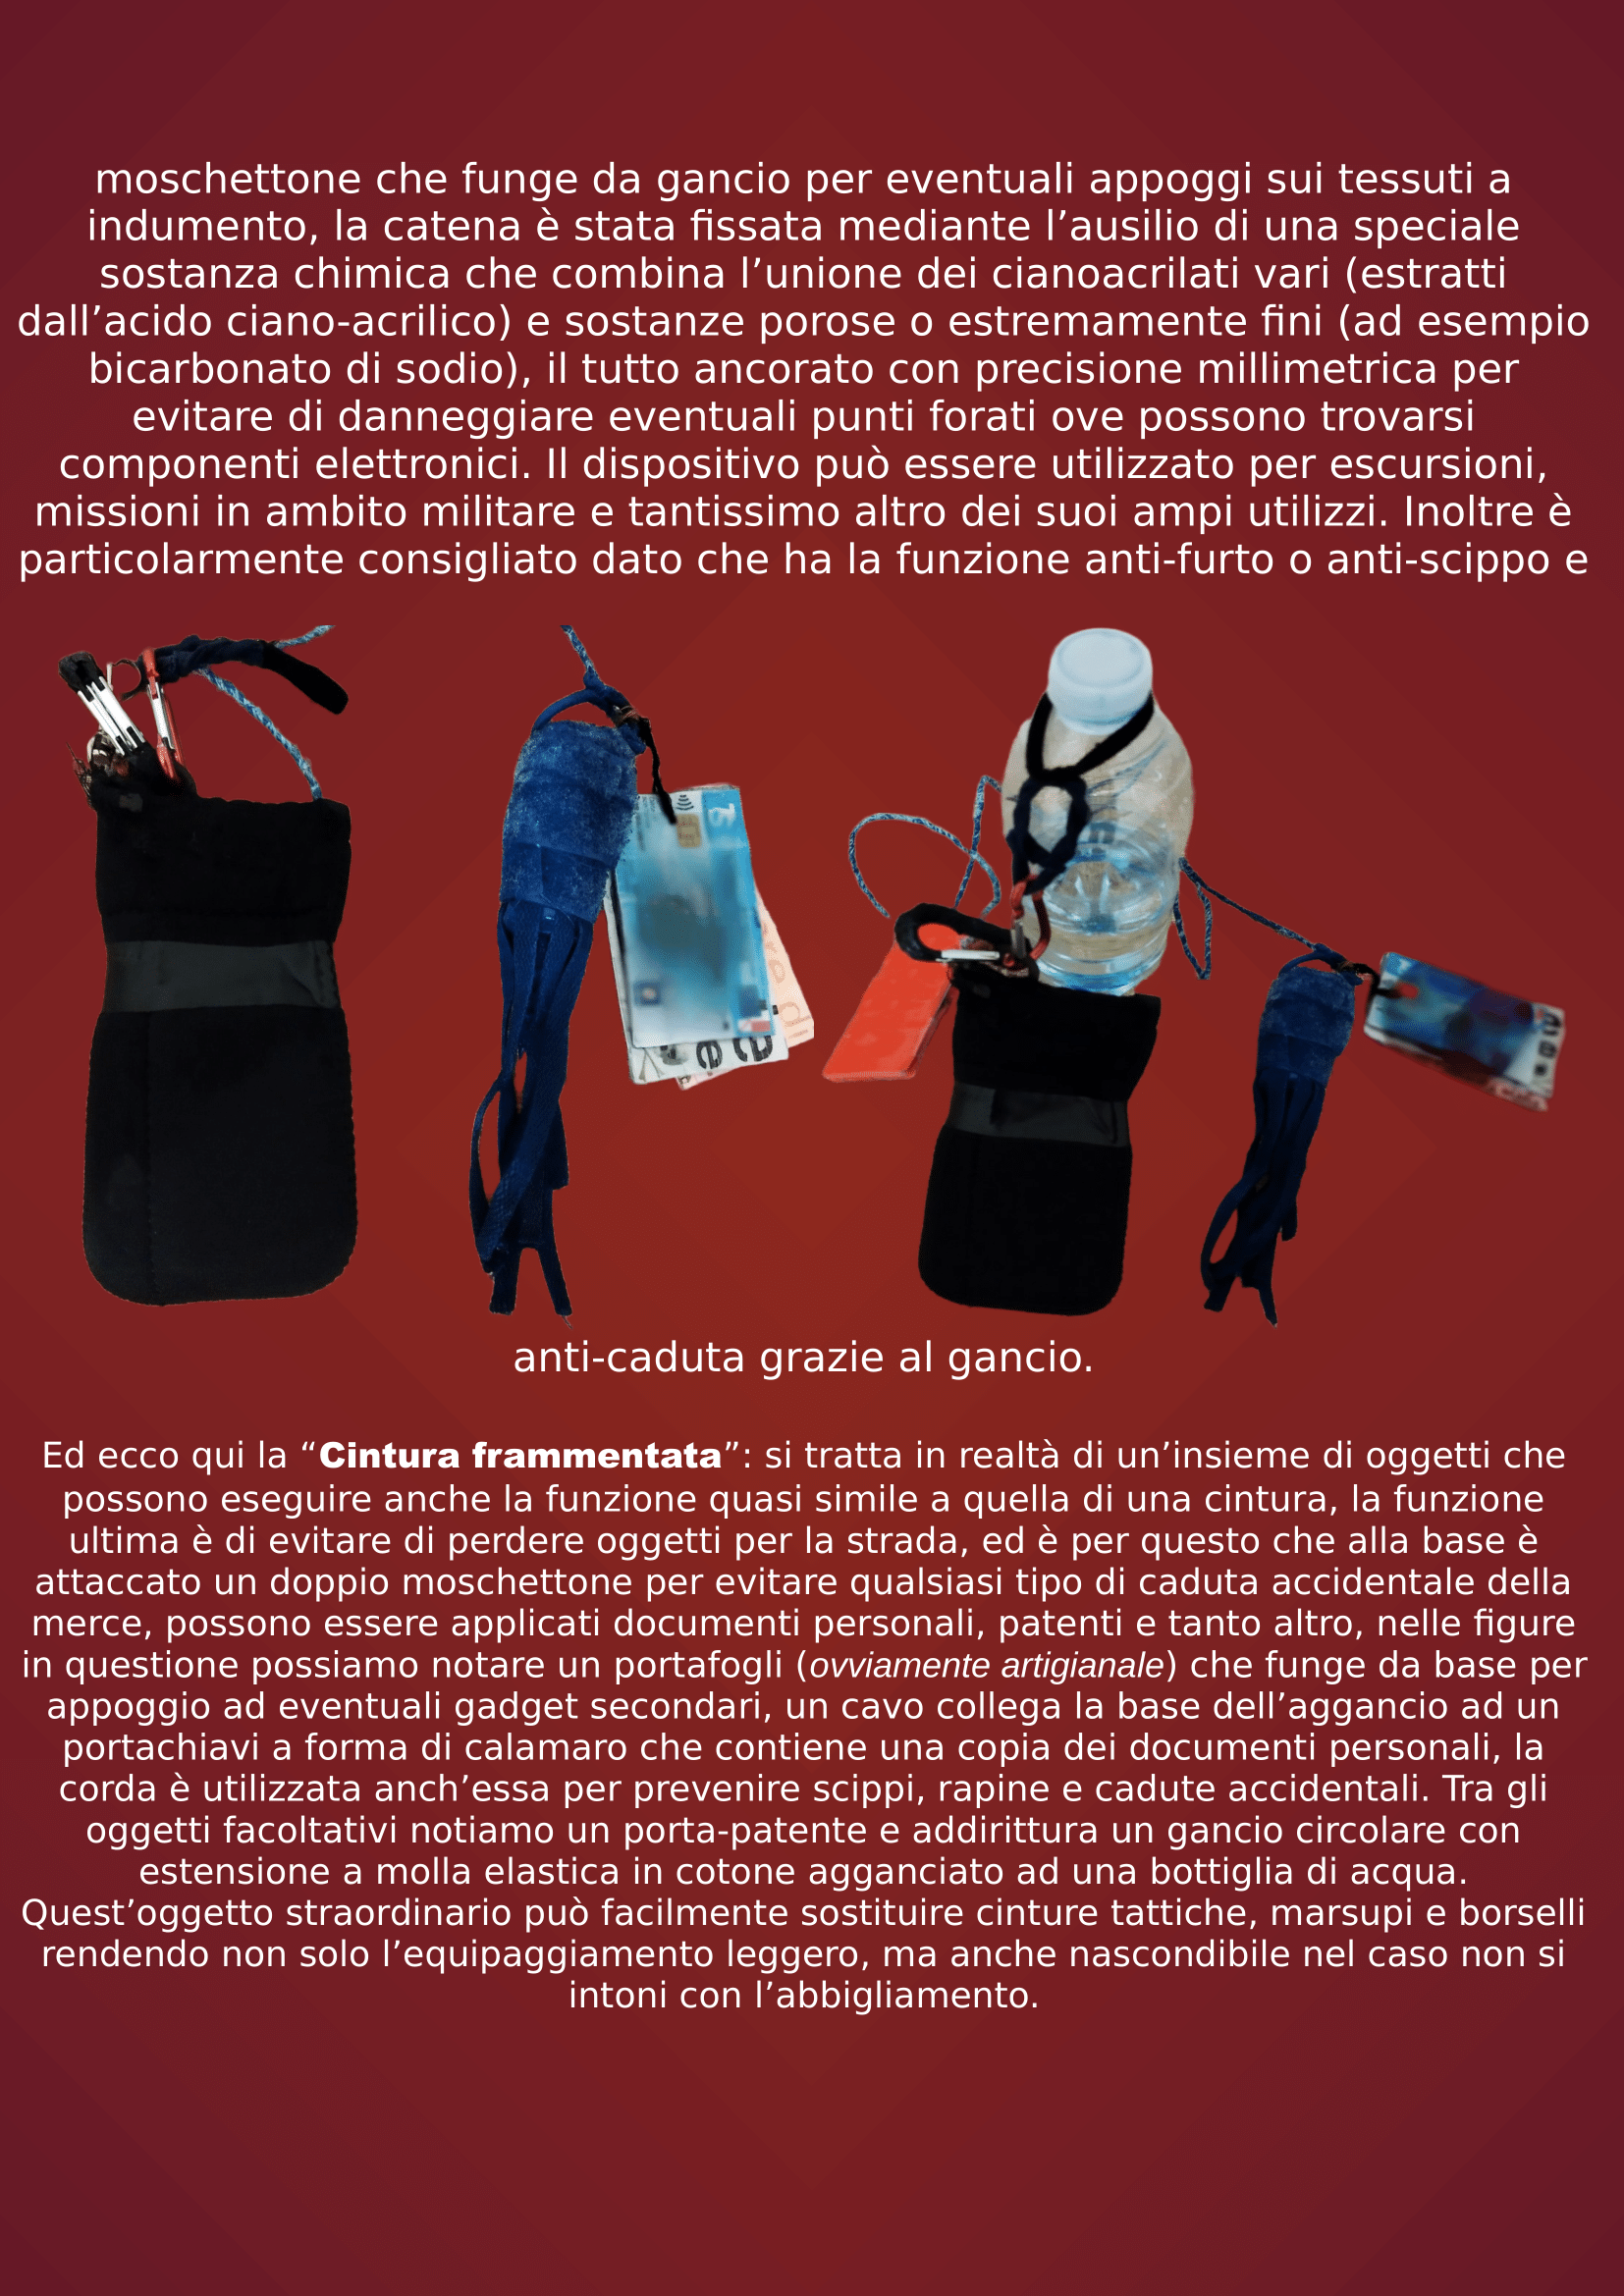 moschettone che funge da gancio per eventuali appoggi sui tessuti a
indumento, la catena è stata fissata mediante l’ausilio di una speciale
sostanza chimica che combina l’unione dei cianoacrilati vari (estratti
dall’acido ciano-acrilico) e sostanze porose o estremamente fini (ad esempio
bicarbonato di sodio), il tutto ancorato con precisione millimetrica per
evitare di danneggiare eventuali punti forati ove possono trovarsi
componenti elettronici. Il dispositivo può essere utilizzato per escursioni,
missioni in ambito militare e tantissimo altro dei suoi ampi utilizzi. Inoltre è
particolarmente consigliato dato che ha la funzione anti-furto o anti-scippo e
anti-caduta grazie al gancio.
Ed ecco qui la “Cintura frammentata”: si tratta in realtà di un’insieme di oggetti che
possono eseguire anche la funzione quasi simile a quella di una cintura, la funzione
ultima è di evitare di perdere oggetti per la strada, ed è per questo che alla base è
attaccato un doppio moschettone per evitare qualsiasi tipo di caduta accidentale della
merce, possono essere applicati documenti personali, patenti e tanto altro, nelle figure
in questione possiamo notare un portafogli (ovviamente artigianale) che funge da base per
appoggio ad eventuali gadget secondari, un cavo collega la base dell’aggancio ad un
portachiavi a forma di calamaro che contiene una copia dei documenti personali, la
corda è utilizzata anch’essa per prevenire scippi, rapine e cadute accidentali. Tra gli
oggetti facoltativi notiamo un porta-patente e addirittura un gancio circolare con
estensione a molla elastica in cotone agganciato ad una bottiglia di acqua.
Quest’oggetto straordinario può facilmente sostituire cinture tattiche, marsupi e borselli
rendendo non solo l’equipaggiamento leggero, ma anche nascondibile nel caso non si
intoni con l’abbigliamento.